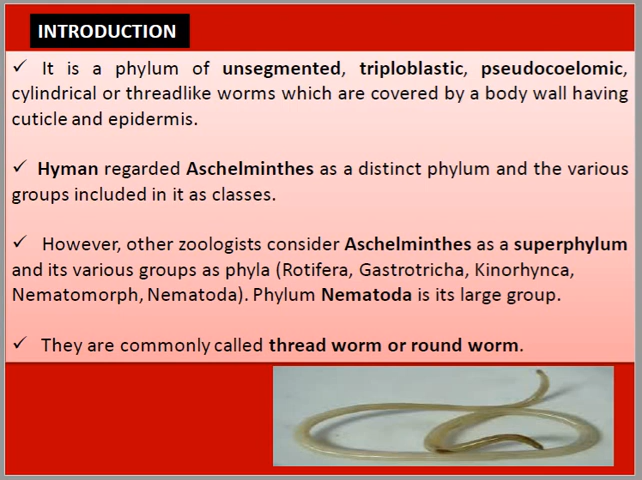 INTRODUCTION
✓ It is a phylum of unsegmented, triploblastic, pseudocoelomic,
cylindrical or threadlike worms which are covered by a body wall having
cuticle and epidermis.
✓ Hyman regarded Aschelminthes as a distinct phylum and the various
groups included in it as classes.
✓ However, other zoologists consider Aschelminthes as a superphylum
and its various groups as phyla (Rotifera, Gastrotricha, Kinorhynca,
Nematomorph, Nematoda). Phylum Nematoda is its large group.
✓ They are commonly called thread worm or round worm.